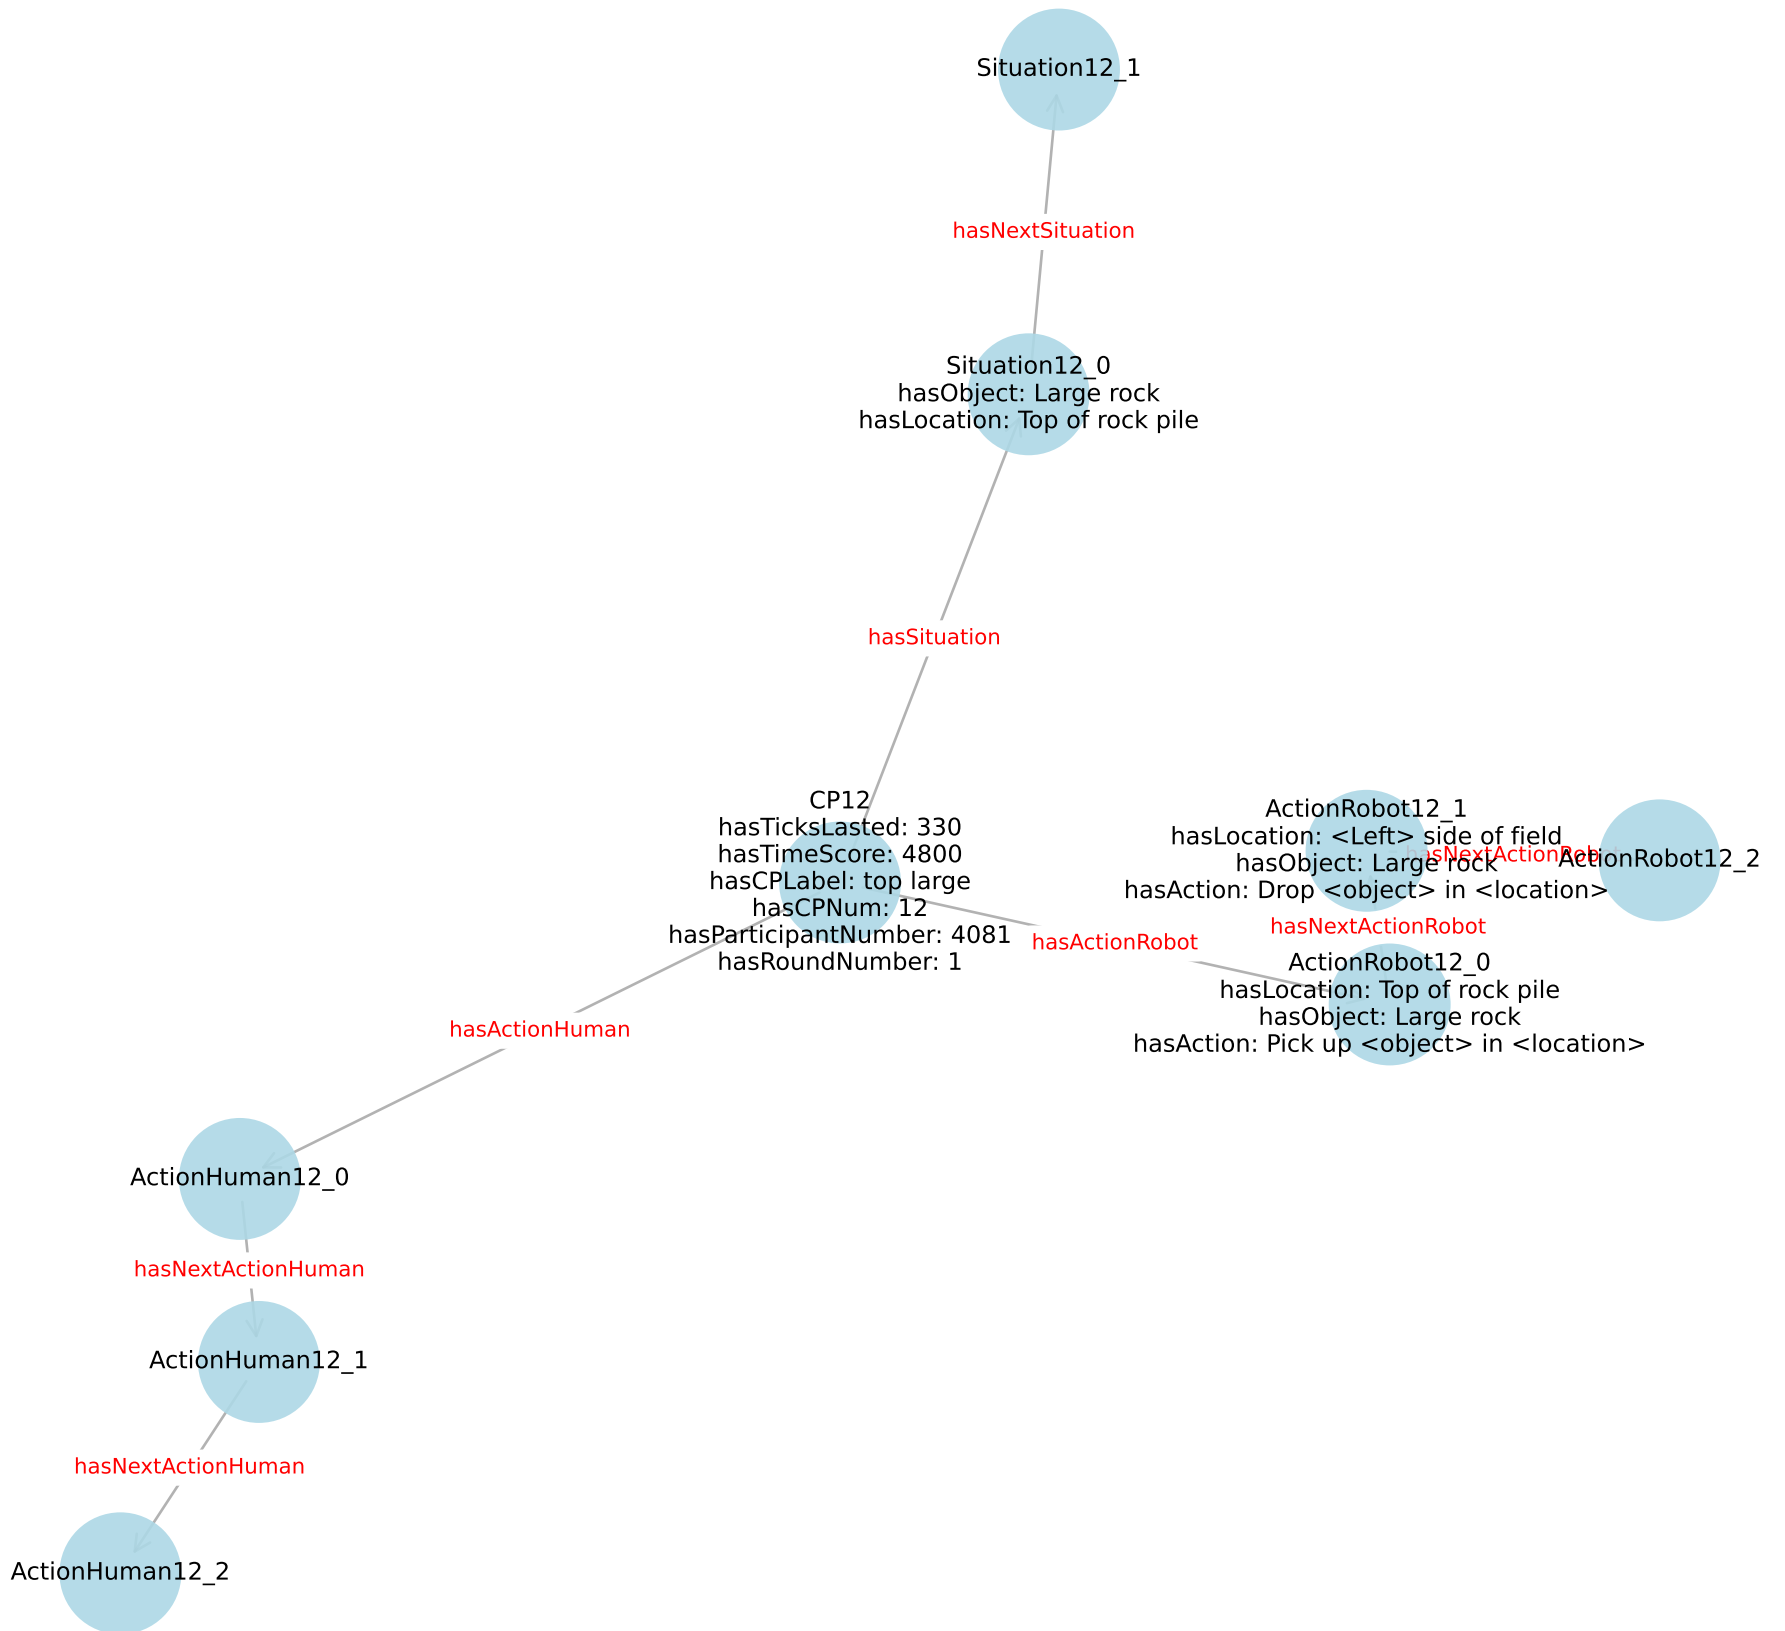 Situation12_1
hasNextSituation
Situation12_0
hasObject: Large rock
hasLocation: Top of rock pile
hasSituation
CP12
hasTicksLasted: 330
hasTimeScore: 4800
hasCPLabel: top large
hasCPNum: 12
hasParticipantNumber: 4081
hasRoundNumber: 1
ActionRobot12_1
hasLocation: <Left> side of field
hasObject: Large rock
hasAction: Drop <object> in <location>
hasNextActionRobot
ActionRobot12_2
hasNextActionRobot
hasActionRobot
ActionRobot12_0
hasLocation: Top of rock pile
hasObject: Large rock
hasAction: Pick up <object> in <location>
hasActionHuman
ActionHuman12_0
hasNextActionHuman
ActionHuman12_1
hasNextActionHuman
ActionHuman12_2